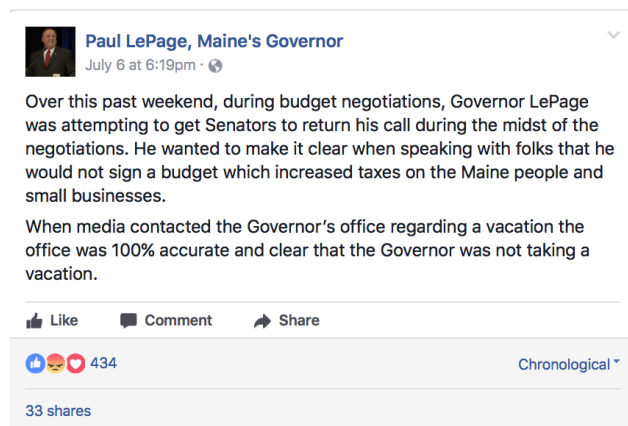 Paul LePage, Maine's Governor
July 6 at 6:19pm ·
Over this past weekend, during budget negotiations, Governor LePage
was attempting to get Senators to return his call during the midst of the
negotiations. He wanted to make it clear when speaking with folks that he
would not sign a budget which increased taxes on the Maine people and
small businesses.
When media contacted the Governor's office regarding a vacation the
office was 100% accurate and clear that the Governor was not taking a
vacation.
Like Comment Share
434 Chronological
33 shares